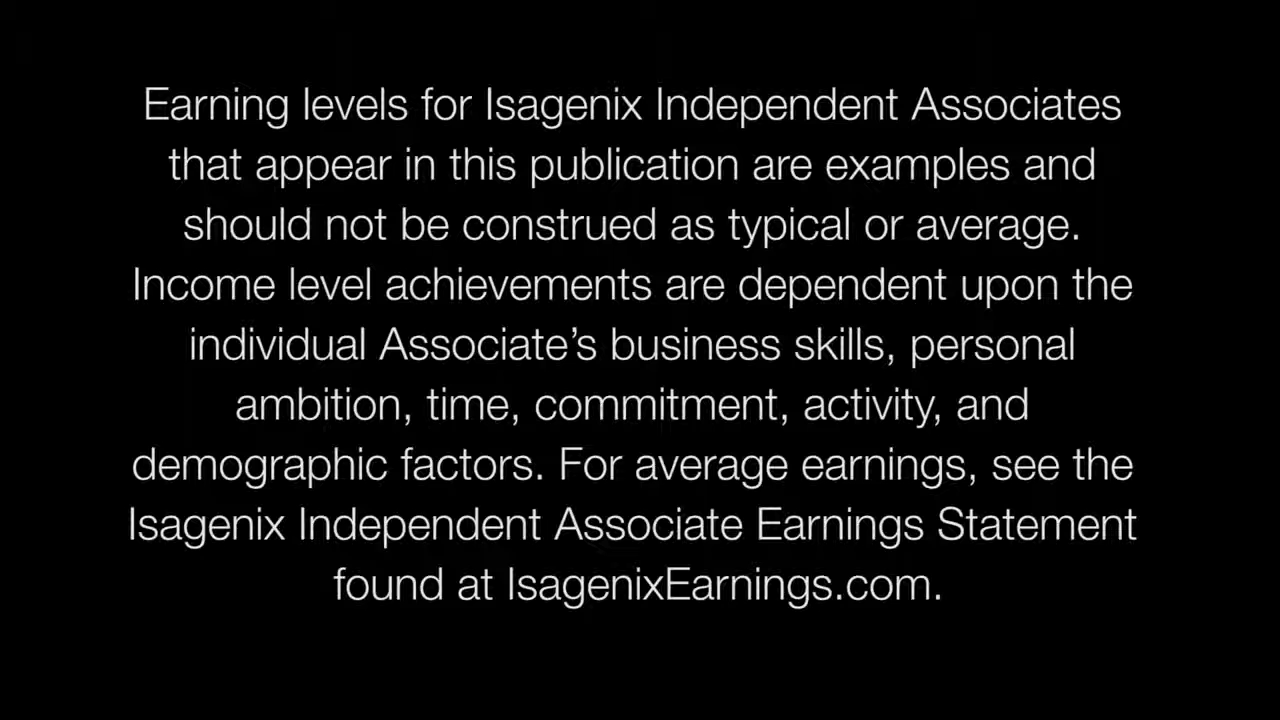 Earning levels for Isagenix Independent Associates
that appear in this publication are examples and
should not be construed as typical or average.
Income level achievements are dependent upon the
individual Associate’s business skills, personal
ambition, time, commitment, activity, and
demographic factors. For average earnings, see the
Isagenix Independent Associate Earnings Statement
found at IsagenixEarnings.com.